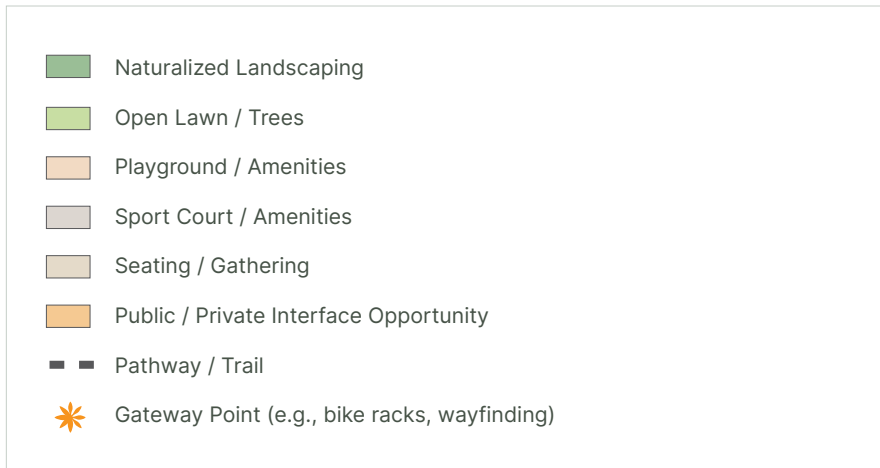 Naturalized Landscaping
Open Lawn / Trees
Playground / Amenities
Sport Court / Amenities
Seating / Gathering
Public / Private Interface Opportunity
Pathway / Trail
Gateway Point (e.g., bike racks, wayfinding)